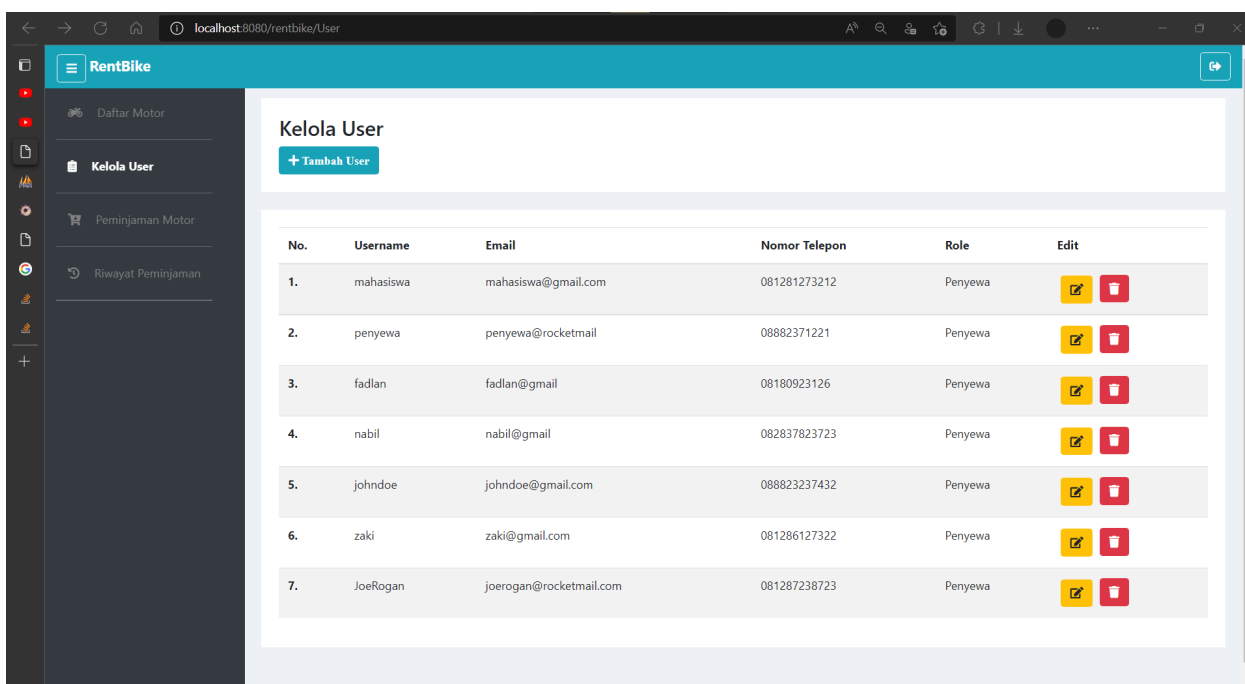 localhost:8080/rentbike/User
RentBike
Daftar Motor
Kelola User
Peminjaman Motor
Riwayat Peminjaman
Kelola User
+ Tambah User
No. Username Email Nomor Telepon Role Edit
1. mahasiswa mahasiswa@gmail.com 081281273212 Penyewa
2. penyewa penyewa@rocketmail 08882371221 Penyewa
3. fadlan fadlan@gmail 08180923126 Penyewa
4. nabil nabil@gmail 082837823723 Penyewa
5. johndoe johndoe@gmail.com 088823237432 Penyewa
6. zaki zaki@gmail.com 081286127322 Penyewa
7. JoeRogan joerogan@rocketmail.com 081287238723 Penyewa